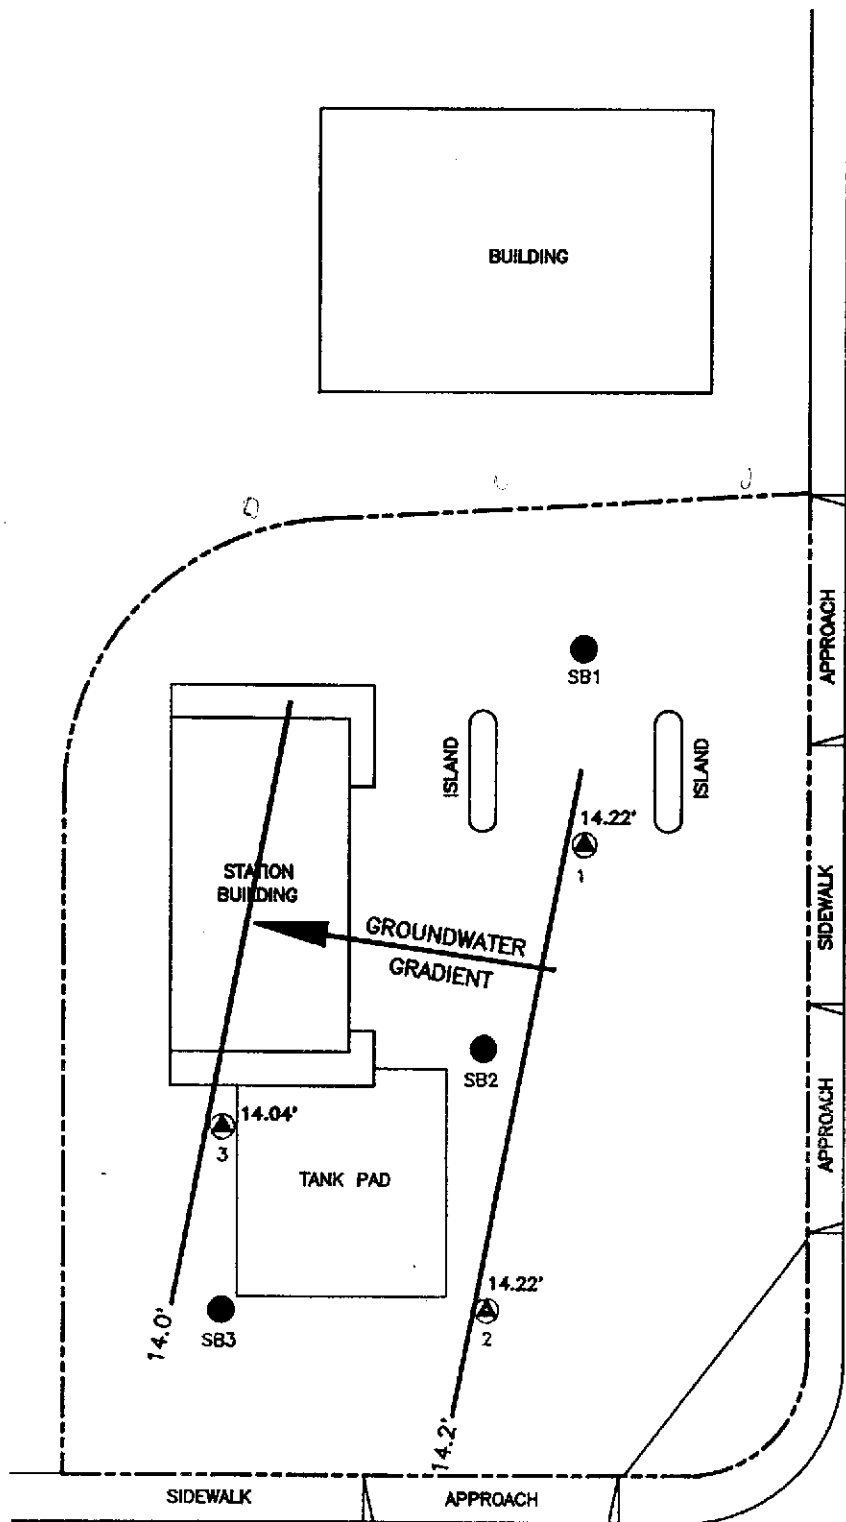 BUILDING
APPROACH
SB1
ISLAND
ISLAND
14.22'
1
STATION
BUILDING
SIDEWALK
GROUNDWATER
GRADIENT
SB2
APPROACH
14.04'
3
TANK PAD
14.22'
2
14.0'
SB3
14.2'
SIDEWALK
APPROACH